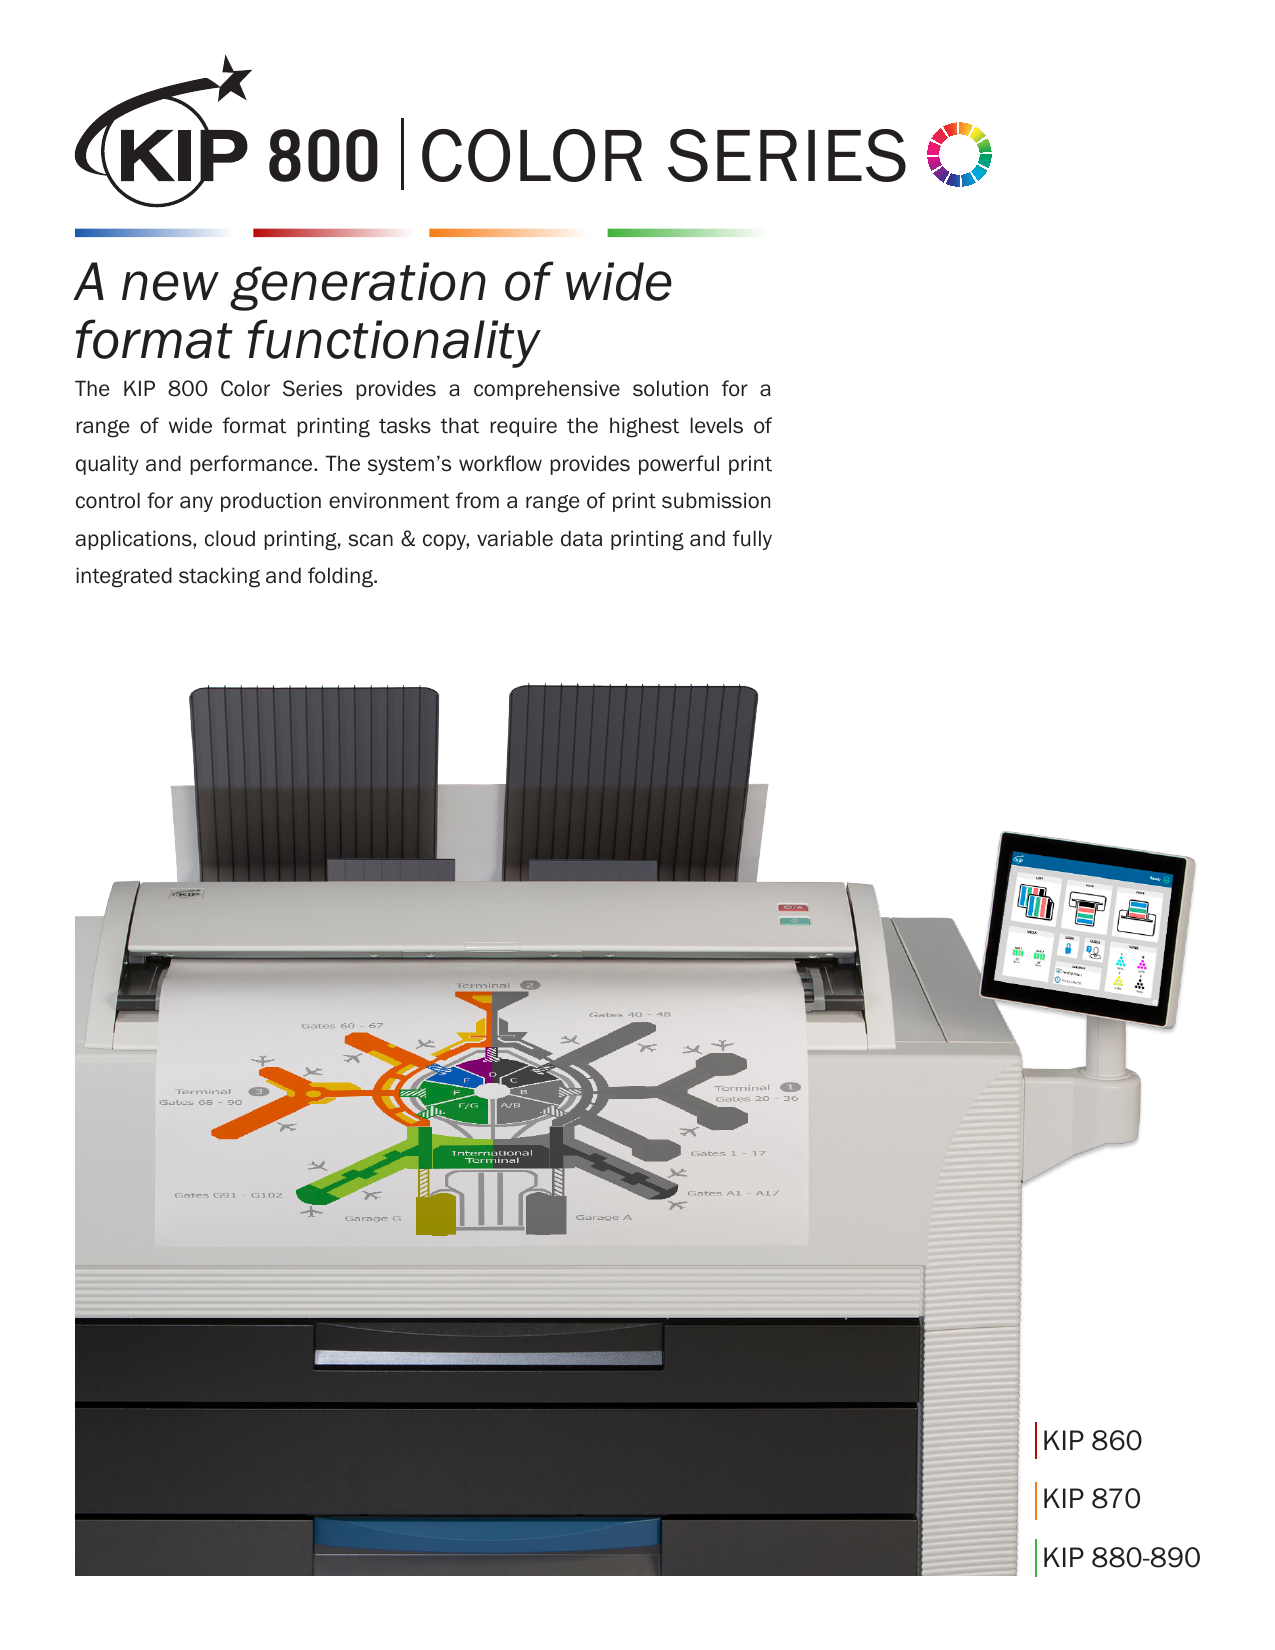 KIP 800 | COLOR SERIES
A new generation of wide
format functionality
The KIP 800 Color Series provides a comprehensive solution for a
range of wide format printing tasks that require the highest levels of
quality and performance. The system's workflow provides powerful print
control for any production environment from a range of print submission
applications, cloud printing, scan & copy, variable data printing and fully
integrated stacking and folding.
KIP
Terminal 2
Gates 60 - 67
Gates 40 - 48
Terminal 3
Gates 68 - 90
Terminal 1
Gates 20 - 36
F
D
C
F
B
F/G
A/B
International
Terminal
Gates 1 - 17
Gates G91 - G102
Gates A1 - A17
Garage G
Garage A
KIP
Ready
KIP 860
KIP 870
KIP 880-890